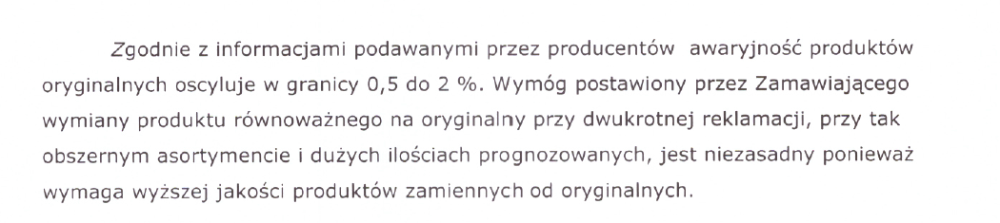 Zgodnie z informacjami podawanymi przez producentów  awaryjność produktów
oryginalnych oscyluje w granicy 0,5 do 2 %. Wymóg postawiony przez Zamawiającego
wymiany produktu równoważnego na oryginalny przy dwukrotnej reklamacji, przy tak
obszernym asortymencie i dużych ilościach prognozowanych, jest niezasadny ponieważ
wymaga wyższej jakości produktów zamiennych od oryginalnych.